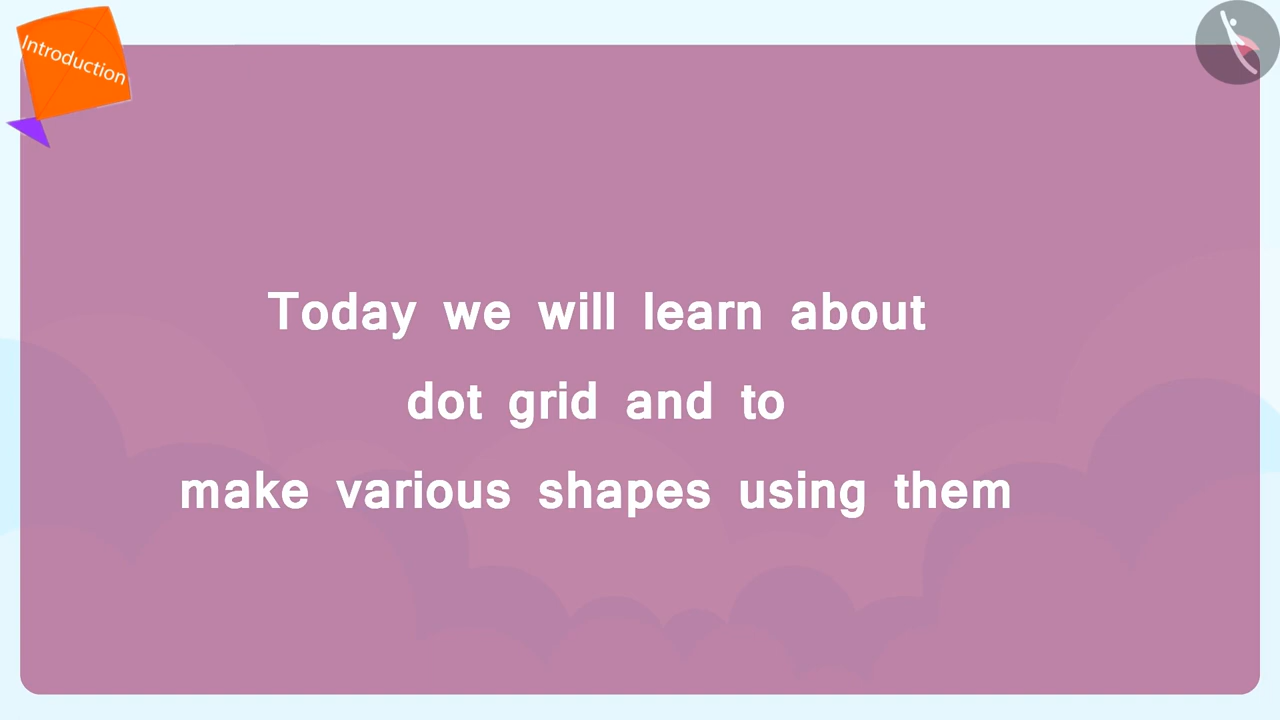 Introduction
Today we will learn about
dot grid and to
make various shapes using them